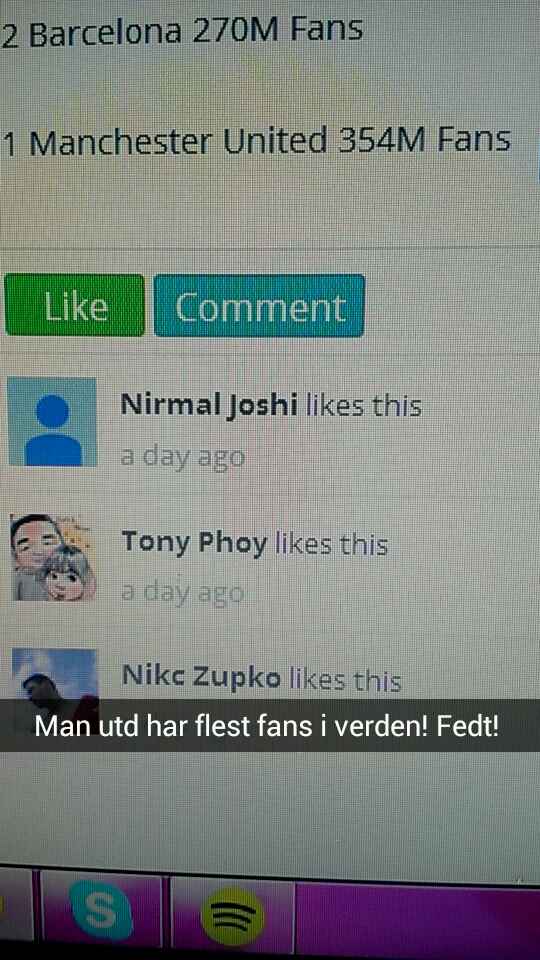 2 Barcelona 270M Fans
1 Manchester United 354M Fans
Like
Comment
Nirmal Joshi likes this
a day ago
Tony Phoy likes this
a day ago
Nikc Zupko likes this
Man utd har flest fans i verden! Fedt!